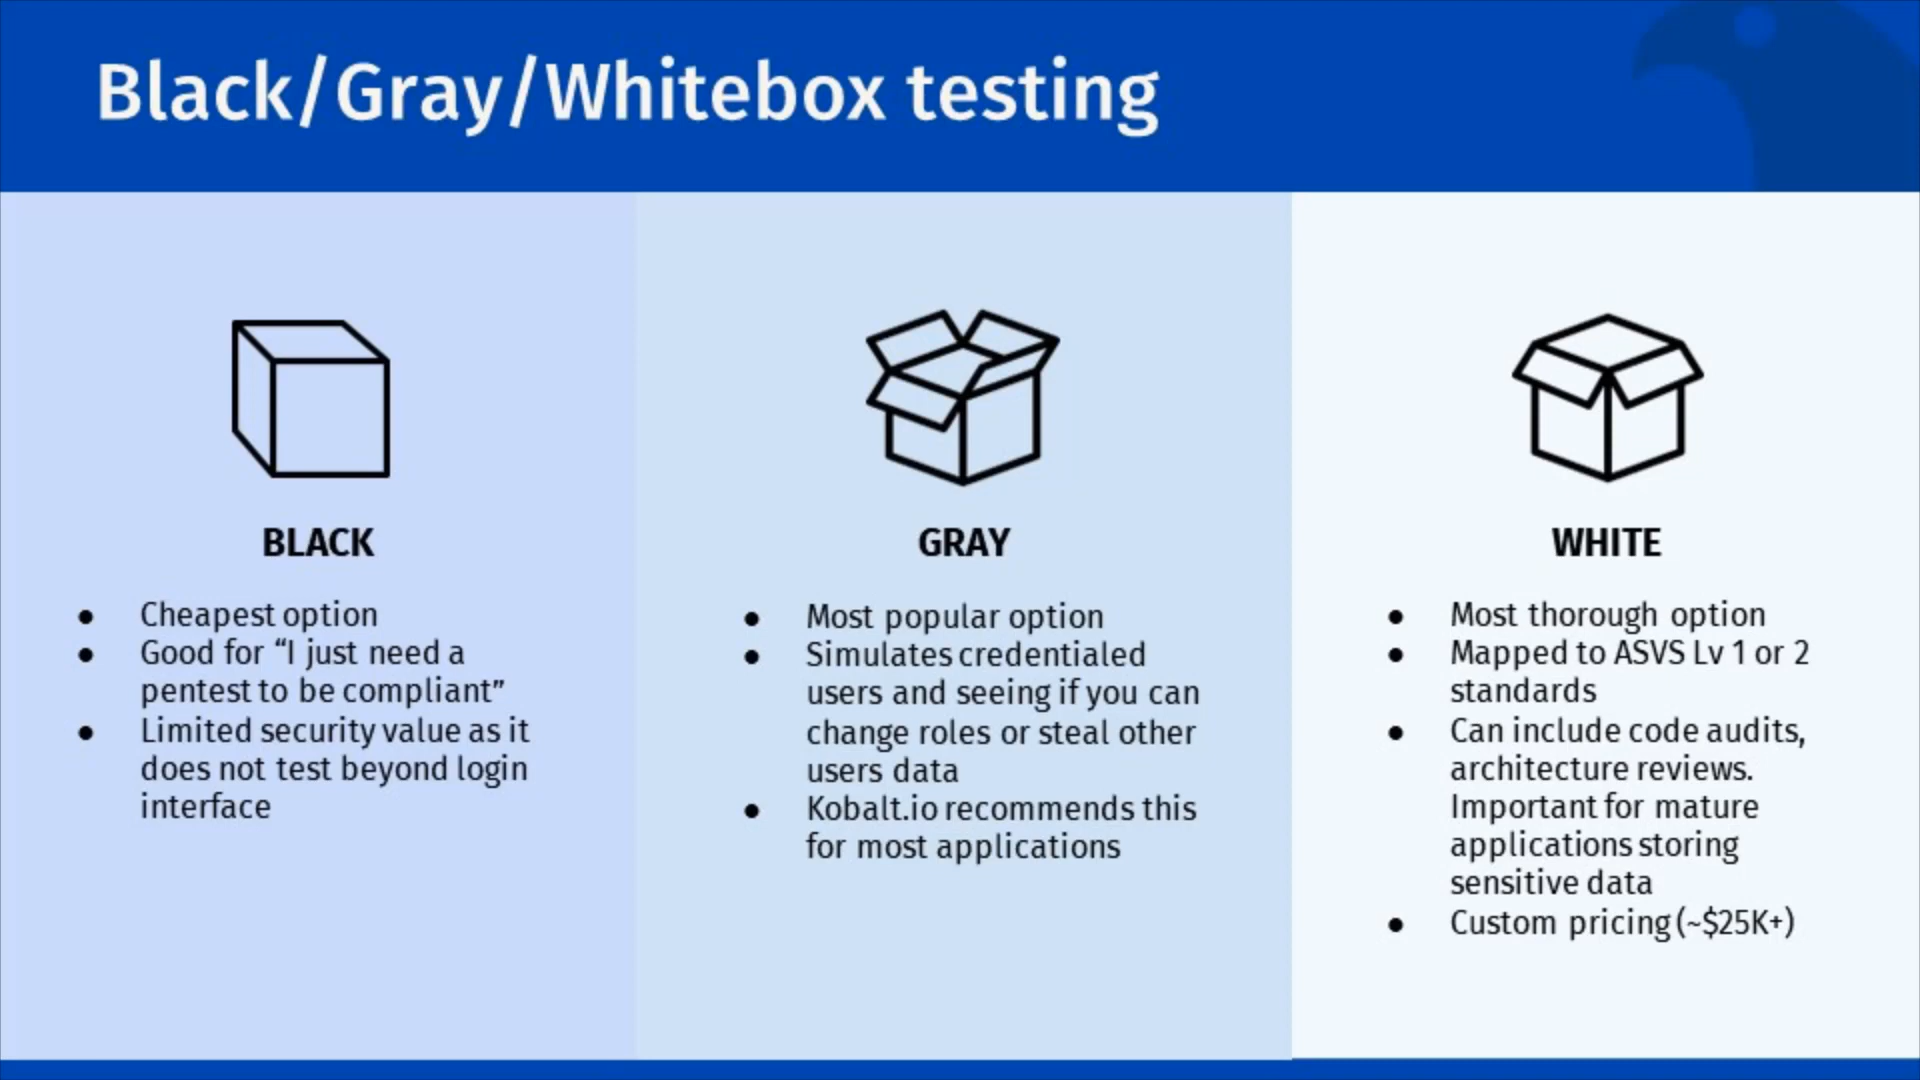 Black/Gray/Whitebox testing
BLACK
● Cheapest option
● Good for “I just need a
pentest to be compliant”
● Limited security value as it
does not test beyond login
interface
GRAY
● Most popular option
● Simulates credentialed
users and seeing if you can
change roles or steal other
users data
● Kobalt.io recommends this
for most applications
WHITE
● Most thorough option
● Mapped to ASVS Lv 1 or 2
standards
● Can include code audits,
architecture reviews.
Important for mature
applications storing
sensitive data
● Custom pricing (~$25K+)